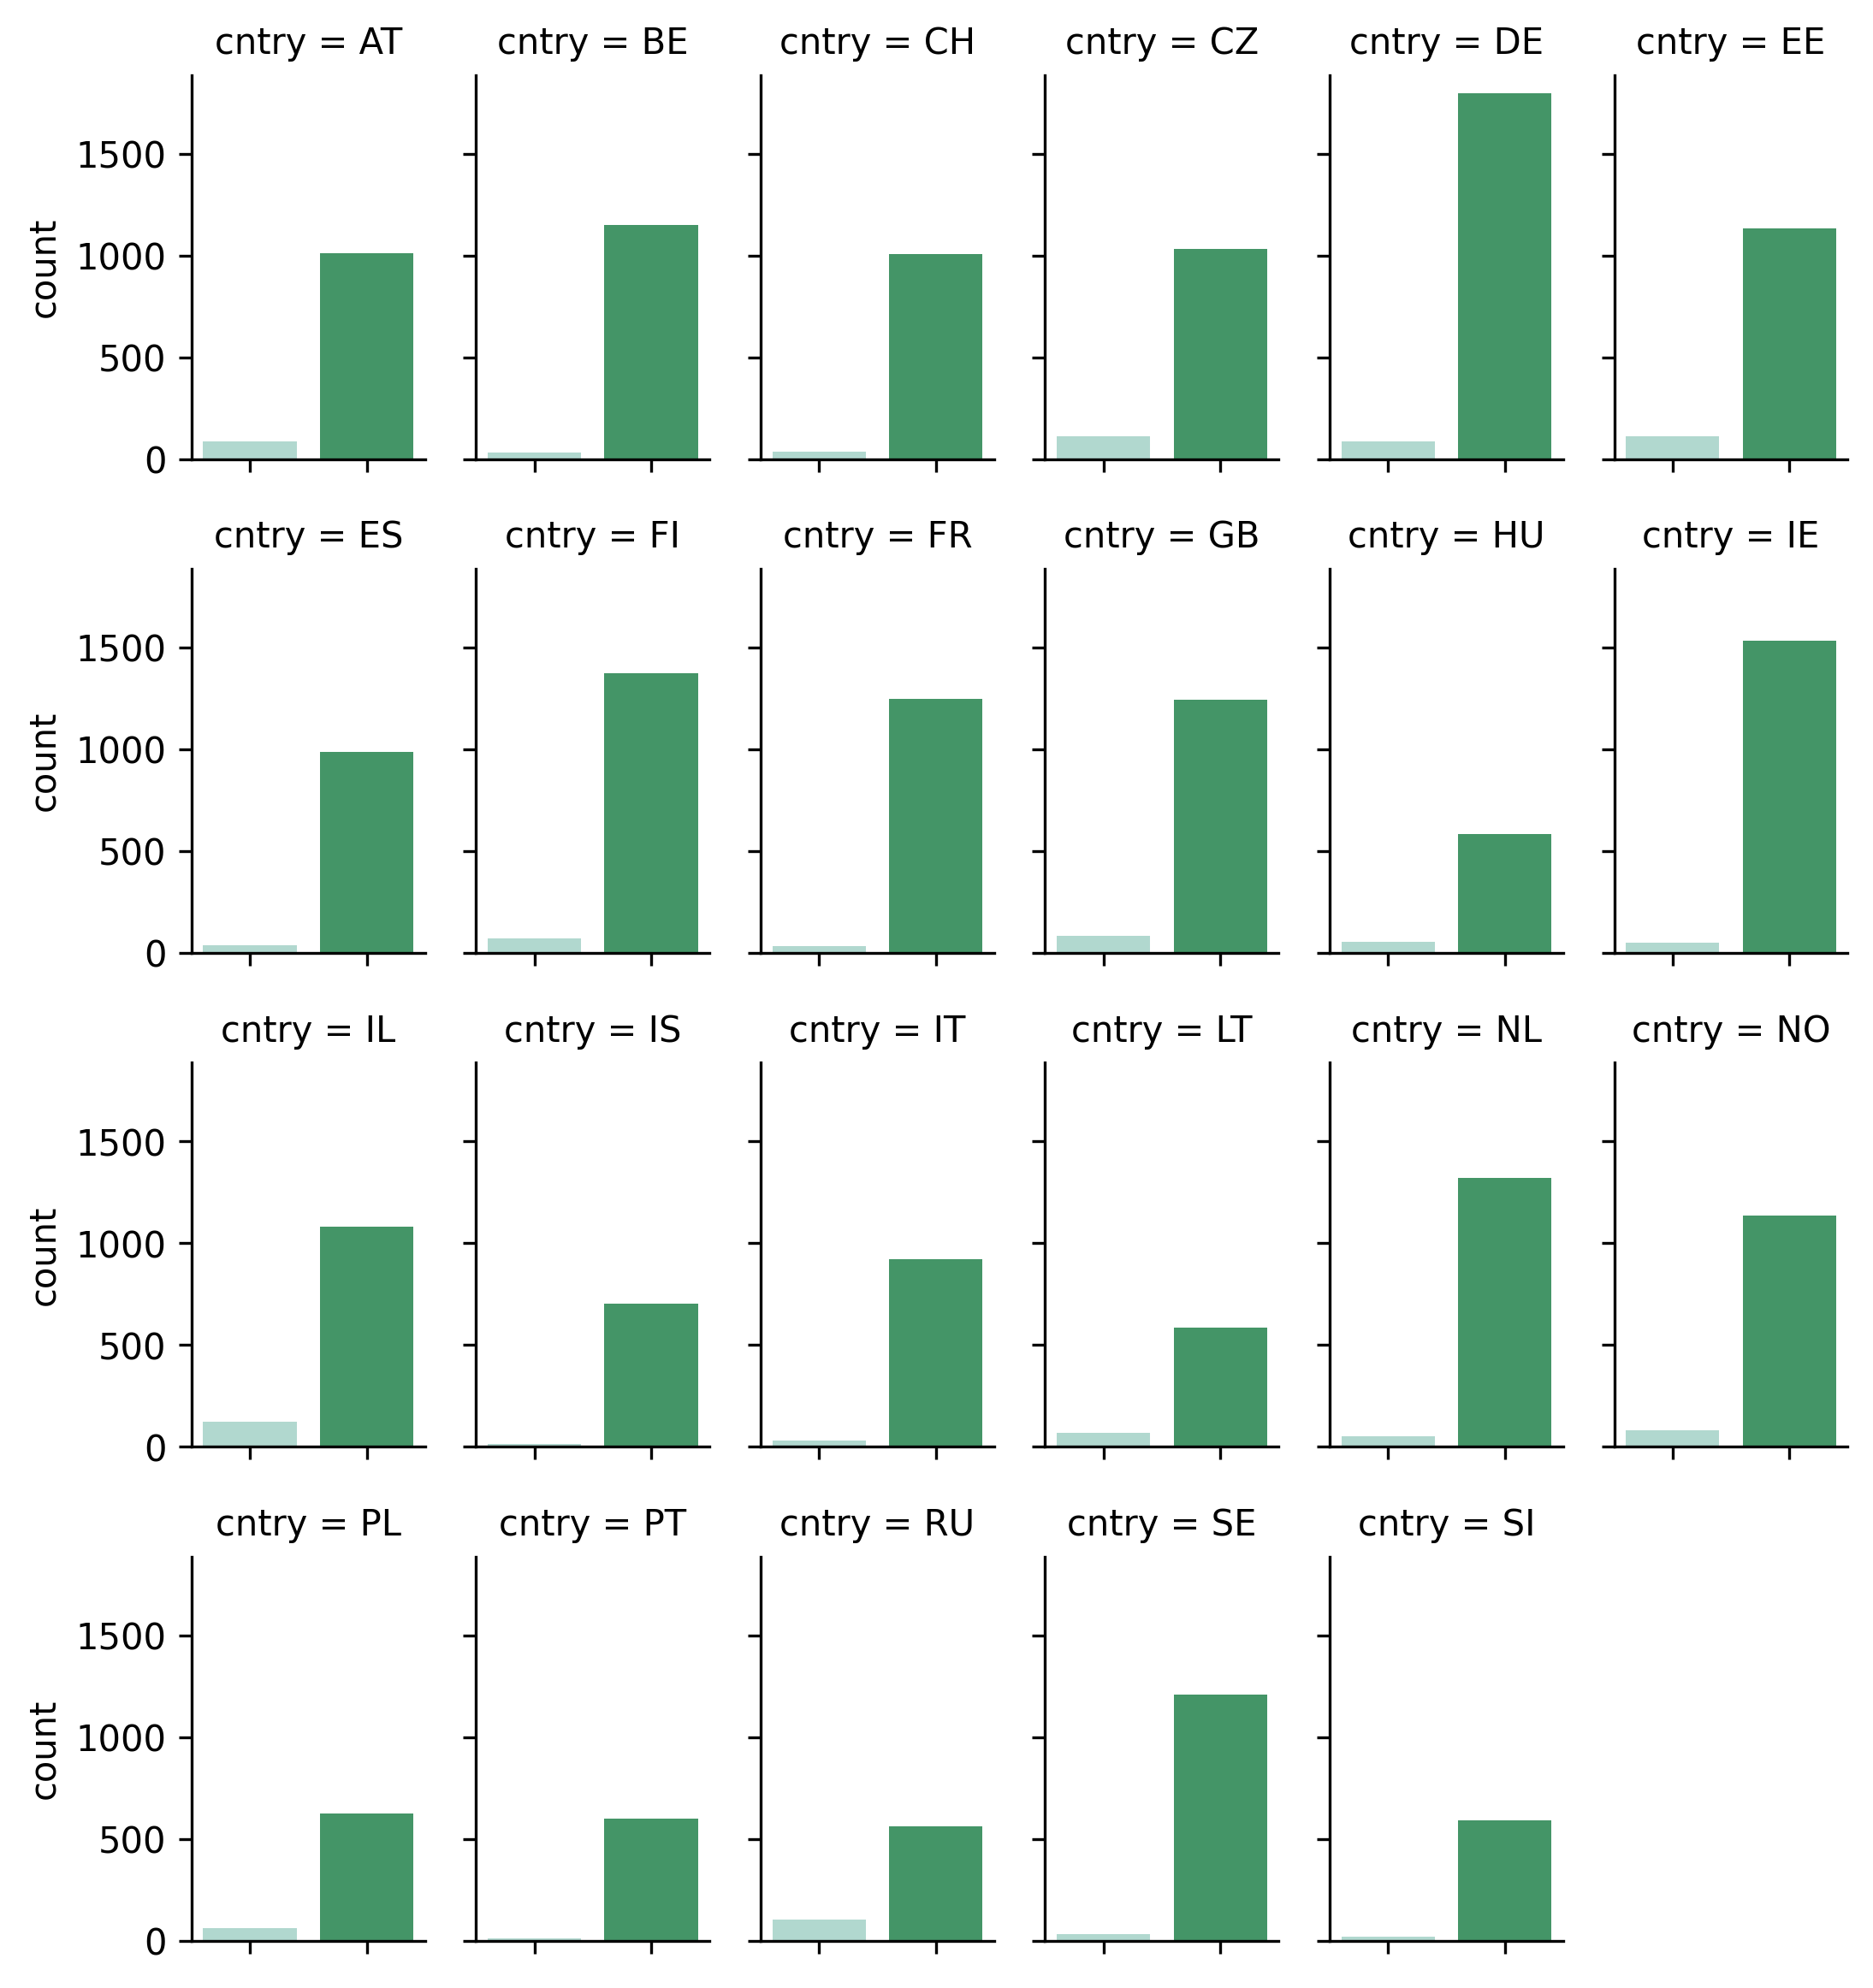 cntry = AT cntry = BE cntry = CH cntry = CZ cntry = DE cntry = EE
1500
1000
500
0
count
cntry = ES cntry = FI cntry = FR cntry = GB cntry = HU cntry = IE
1500
1000
500
0
count
cntry = IL cntry = IS cntry = IT cntry = LT cntry = NL cntry = NO
1500
1000
500
0
count
cntry = PL cntry = PT cntry = RU cntry = SE cntry = SI
1500
1000
500
0
count